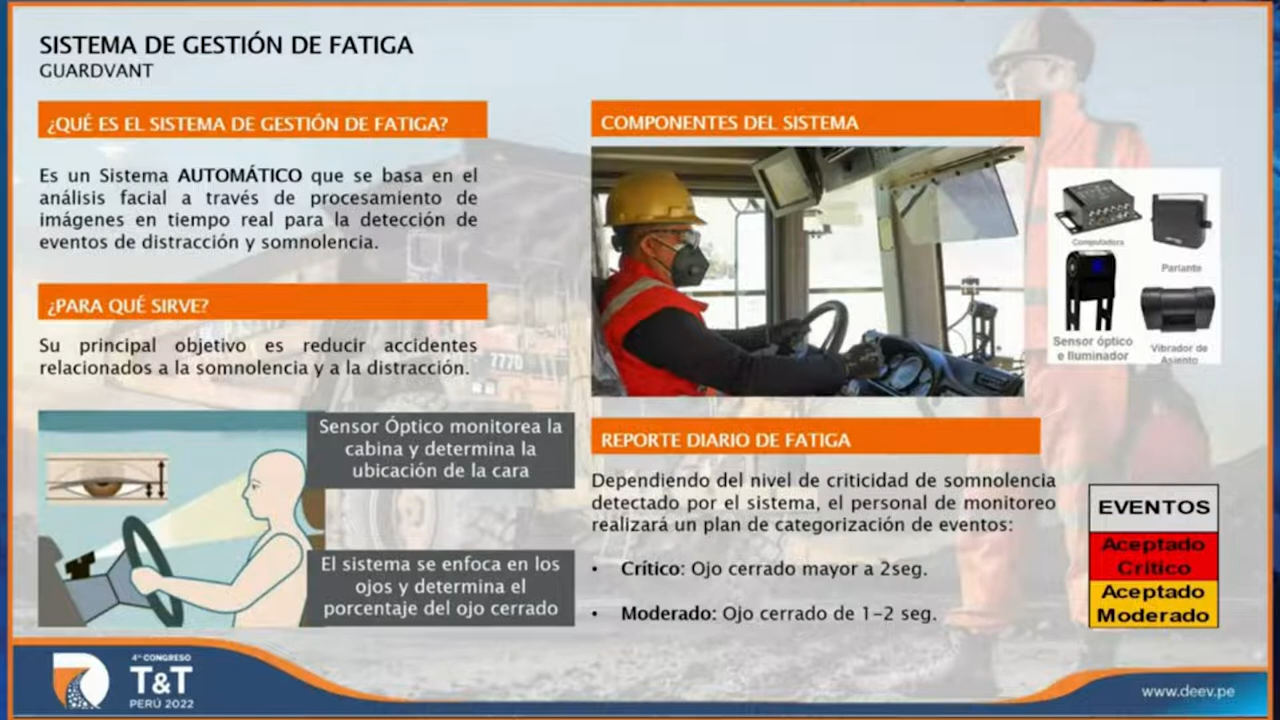 SISTEMA DE GESTIÓN DE FATIGA
GUARDVANT
¿QUÉ ES EL SISTEMA DE GESTIÓN DE FATIGA?
Es un Sistema AUTOMÁTICO que se basa en el
análisis facial a través de procesamiento de
imágenes en tiempo real para la detección de
eventos de distracción y somnolencia.
¿PARA QUÉ SIRVE?
Su principal objetivo es reducir accidentes
relacionados a la somnolencia y a la distracción.
Sensor Óptico monitorea la
cabina y determina la
ubicación de la cara
El sistema se enfoca en los
ojos y determina el
porcentaje del ojo cerrado
COMPONENTES DEL SISTEMA
Computadora
Parlante
Sensor óptico
e Iluminador
Vibrador de
Asiento
777D
REPORTE DIARIO DE FATIGA
Dependiendo del nivel de criticidad de somnolencia
detectado por el sistema, el personal de monitoreo
realizará un plan de categorización de eventos:
• Crítico: Ojo cerrado mayor a 2seg.
• Moderado: Ojo cerrado de 1-2 seg.
EVENTOS
Aceptado
Crítico
Aceptado
Moderado
4° CONGRESO
T&T
PERÚ 2022
www.deev.pe